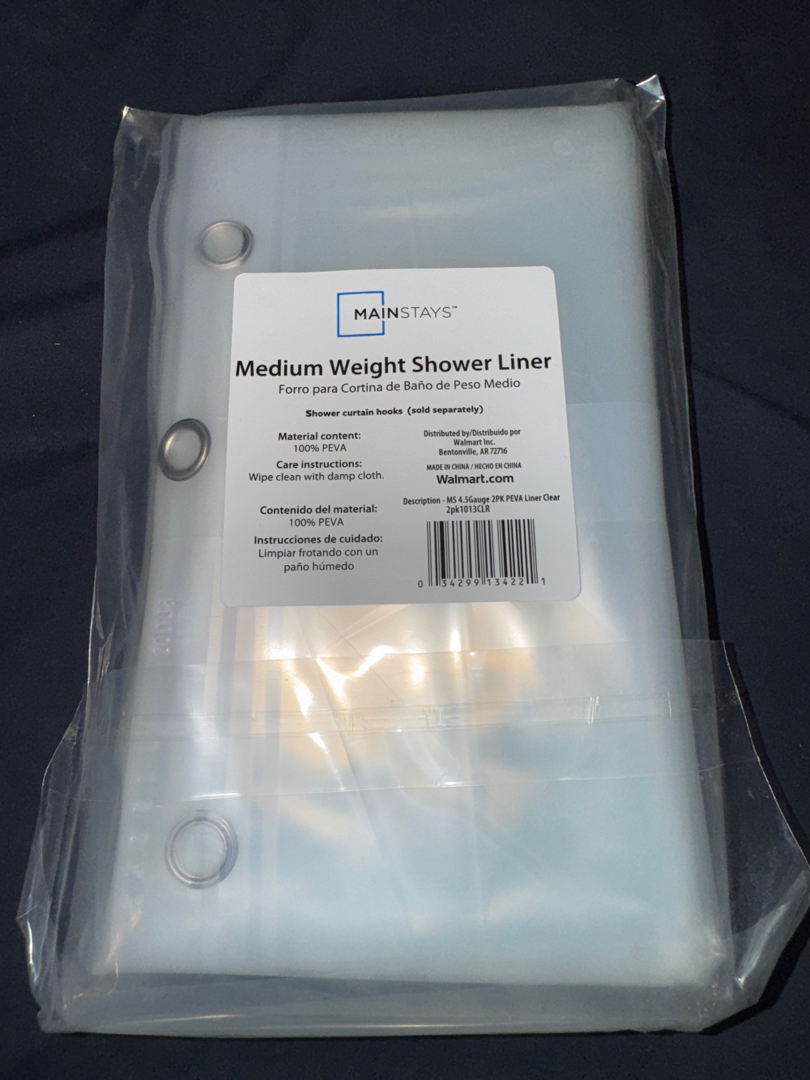 MAINSTAYS™
Medium Weight Shower Liner
Forro para Cortina de Baño de Peso Medio
Shower curtain hooks (sold separately)
Material content:
100% PEVA
Care instructions:
Wipe clean with damp cloth.
Contenido del material:
100% PEVA
Instrucciones de cuidado:
Limpiar frotando con un
paño húmedo
Distributed by/Distribuido por
Walmart Inc.
Bentonville, AR 72716
MADE IN CHINA / HECHO EN CHINA
Walmart.com
Description - MS 4.5Gauge 2PK PEVA Liner Clear
2pk1013CLR
0 34299 13422 1